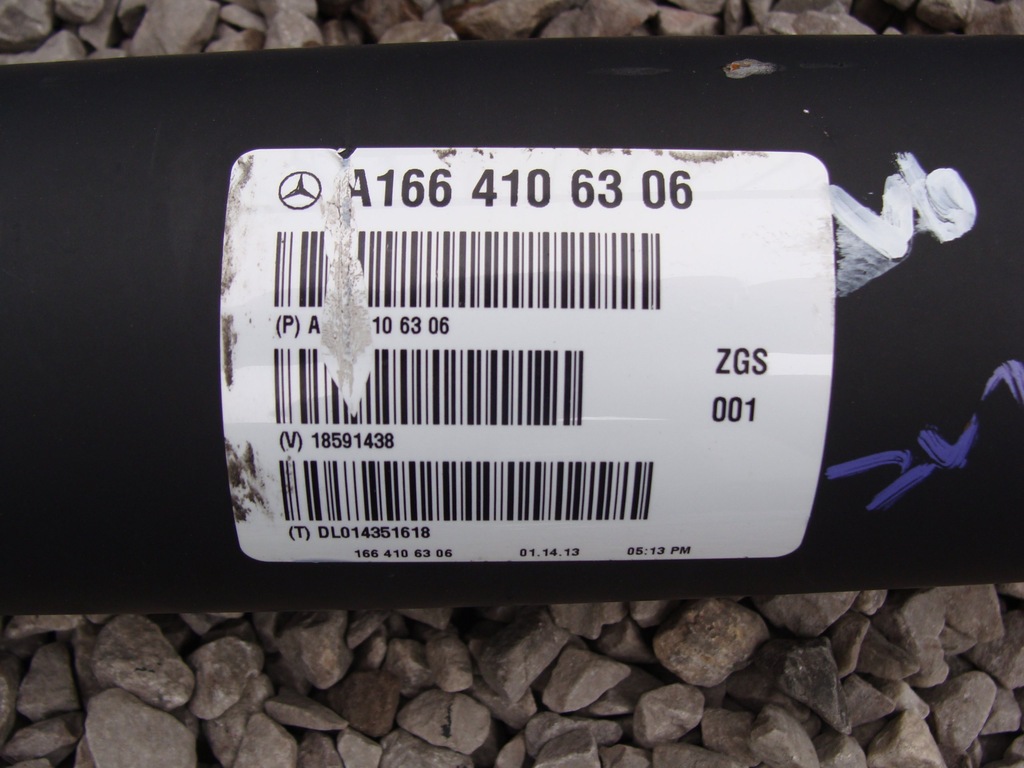 A166 410 63 06
(P) A 10 63 06
ZGS
001
(V) 18591438
(T) DL014351618
166 410 63 06 01.14.13 05:13 PM